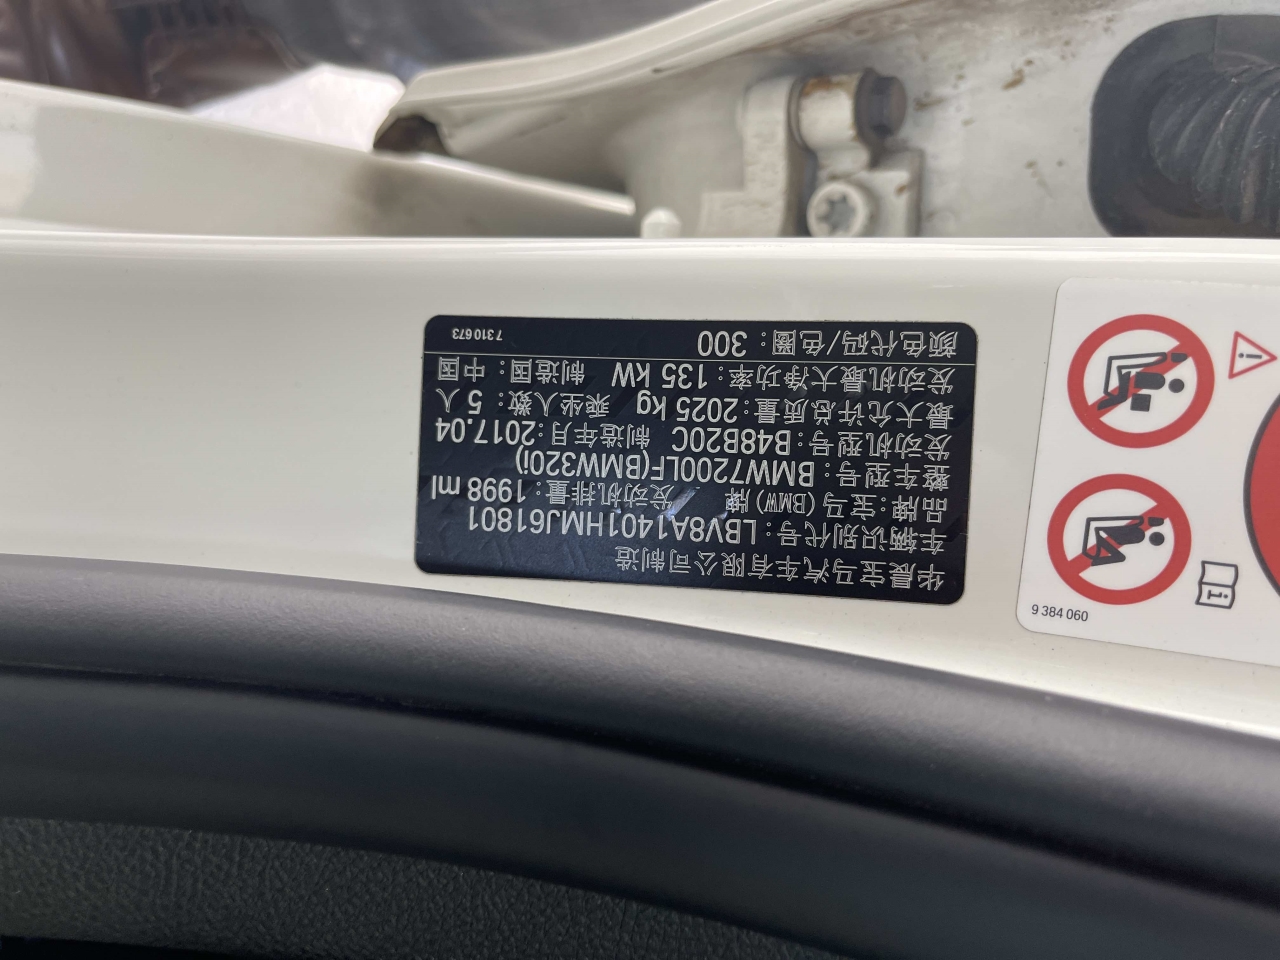 华晨宝马汽车有限公司制造
车辆识别代号：LBV8A1401HMJ61801
品牌：宝马(BMW)牌 发动机排量：1998 ml
整车型号：BMW7200LF(BMW320i)
发动机型号：B48B20C 制造年月：2017.04
最大允许总质量：2025 kg 乘坐人数：5 人
发动机最大净功率：135 kW 制造国：中国
颜色代码/色圈：300 7 310 673
9 384 060